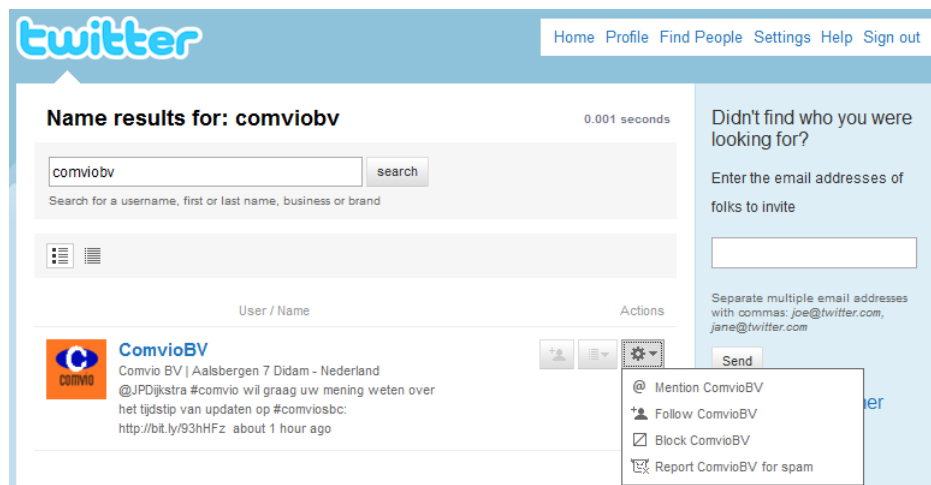 twitter
Home Profile Find People Settings Help Sign out
Name results for: comviobv
0.001 seconds
comviobv
search
Search for a username, first or last name, business or brand
User / Name
Actions
COMVIO
ComvioBV
Comvio BV | Aalsbergen 7 Didam - Nederland
@JPDijkstra #comvio wil graag uw mening weten over
het tijdstip van updaten op #comviosbc:
http://bit.ly/93hHFz about 1 hour ago
@ Mention ComvioBV
Follow ComvioBV
Block ComvioBV
Report ComvioBV for spam
Didn't find who you were
looking for?
Enter the email addresses of
folks to invite
Separate multiple email addresses
with commas: joe@twitter.com,
jane@twitter.com
Send